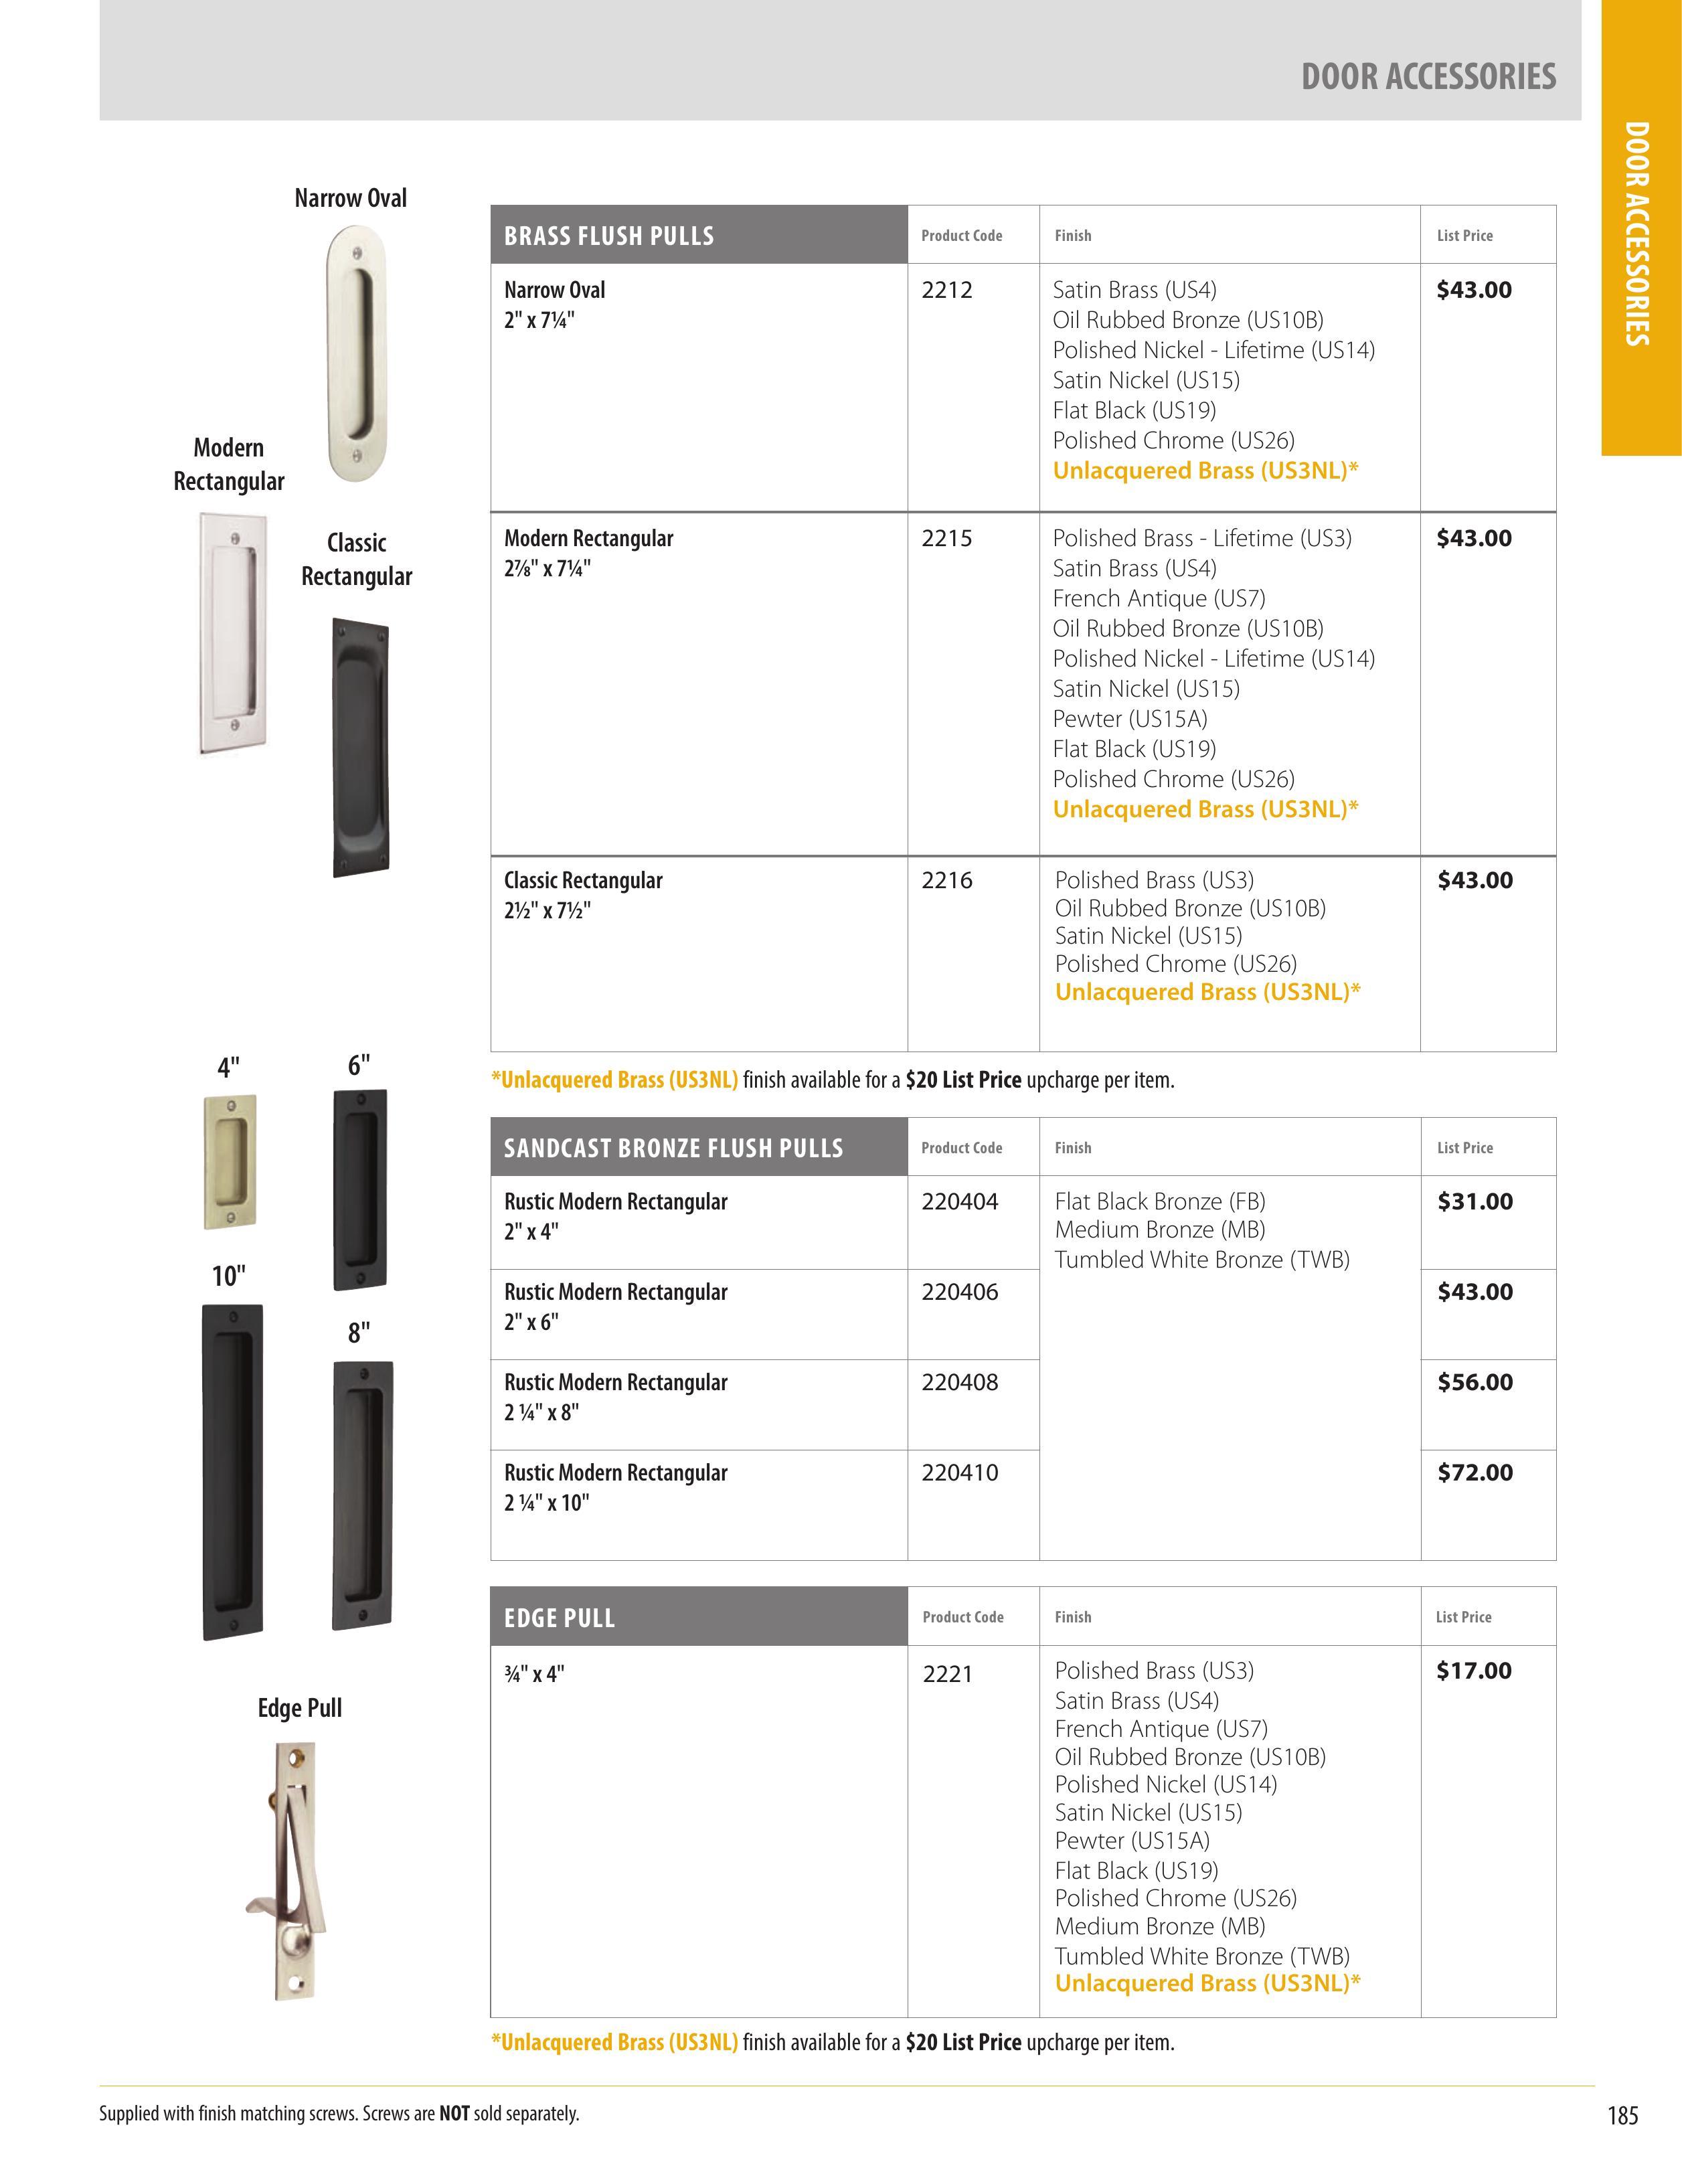 DOOR ACCESSORIES
DOOR ACCESSORIES
Narrow Oval
Modern
Rectangular
Classic
Rectangular
BRASS FLUSH PULLS Product Code Finish List Price
Narrow Oval 2212 Satin Brass (US4) $43.00
2" x 7¼" Oil Rubbed Bronze (US10B)
Polished Nickel - Lifetime (US14)
Satin Nickel (US15)
Flat Black (US19)
Polished Chrome (US26)
Unlacquered Brass (US3NL)*
Modern Rectangular 2215 Polished Brass - Lifetime (US3) $43.00
2⅞" x 7¼" Satin Brass (US4)
French Antique (US7)
Oil Rubbed Bronze (US10B)
Polished Nickel - Lifetime (US14)
Satin Nickel (US15)
Pewter (US15A)
Flat Black (US19)
Polished Chrome (US26)
Unlacquered Brass (US3NL)*
Classic Rectangular 2216 Polished Brass (US3) $43.00
2½" x 7½" Oil Rubbed Bronze (US10B)
Satin Nickel (US15)
Polished Chrome (US26)
Unlacquered Brass (US3NL)*
*Unlacquered Brass (US3NL) finish available for a $20 List Price upcharge per item.
4" 6"
10"
8"
SANDCAST BRONZE FLUSH PULLS Product Code Finish List Price
Rustic Modern Rectangular 220404 Flat Black Bronze (FB) $31.00
2" x 4" Medium Bronze (MB)
Tumbled White Bronze (TWB)
Rustic Modern Rectangular 220406 $43.00
2" x 6"
Rustic Modern Rectangular 220408 $56.00
2 ¼" x 8"
Rustic Modern Rectangular 220410 $72.00
2 ¼" x 10"
Edge Pull
EDGE PULL Product Code Finish List Price
¾" x 4" 2221 Polished Brass (US3) $17.00
Satin Brass (US4)
French Antique (US7)
Oil Rubbed Bronze (US10B)
Polished Nickel (US14)
Satin Nickel (US15)
Pewter (US15A)
Flat Black (US19)
Polished Chrome (US26)
Medium Bronze (MB)
Tumbled White Bronze (TWB)
Unlacquered Brass (US3NL)*
*Unlacquered Brass (US3NL) finish available for a $20 List Price upcharge per item.
Supplied with finish matching screws. Screws are NOT sold separately.
185